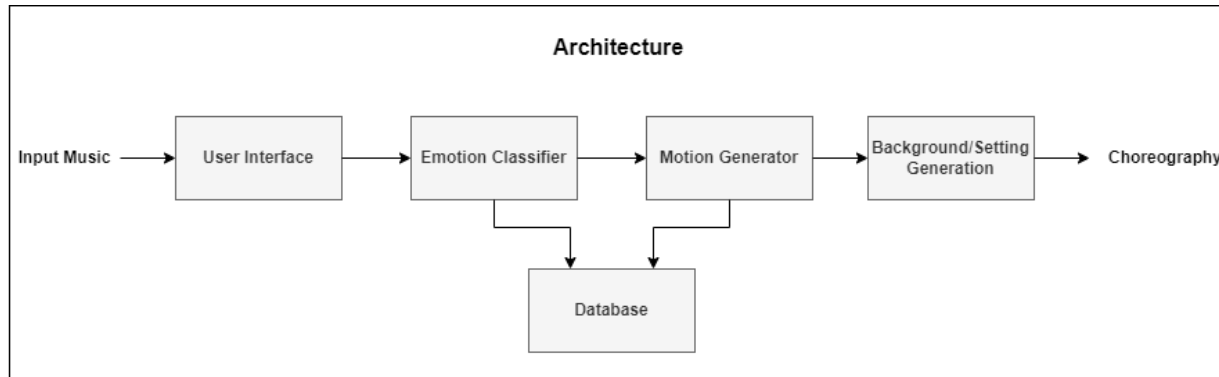 Architecture
Input Music
User Interface
Emotion Classifier
Motion Generator
Background/Setting
Generation
Choreography
Database